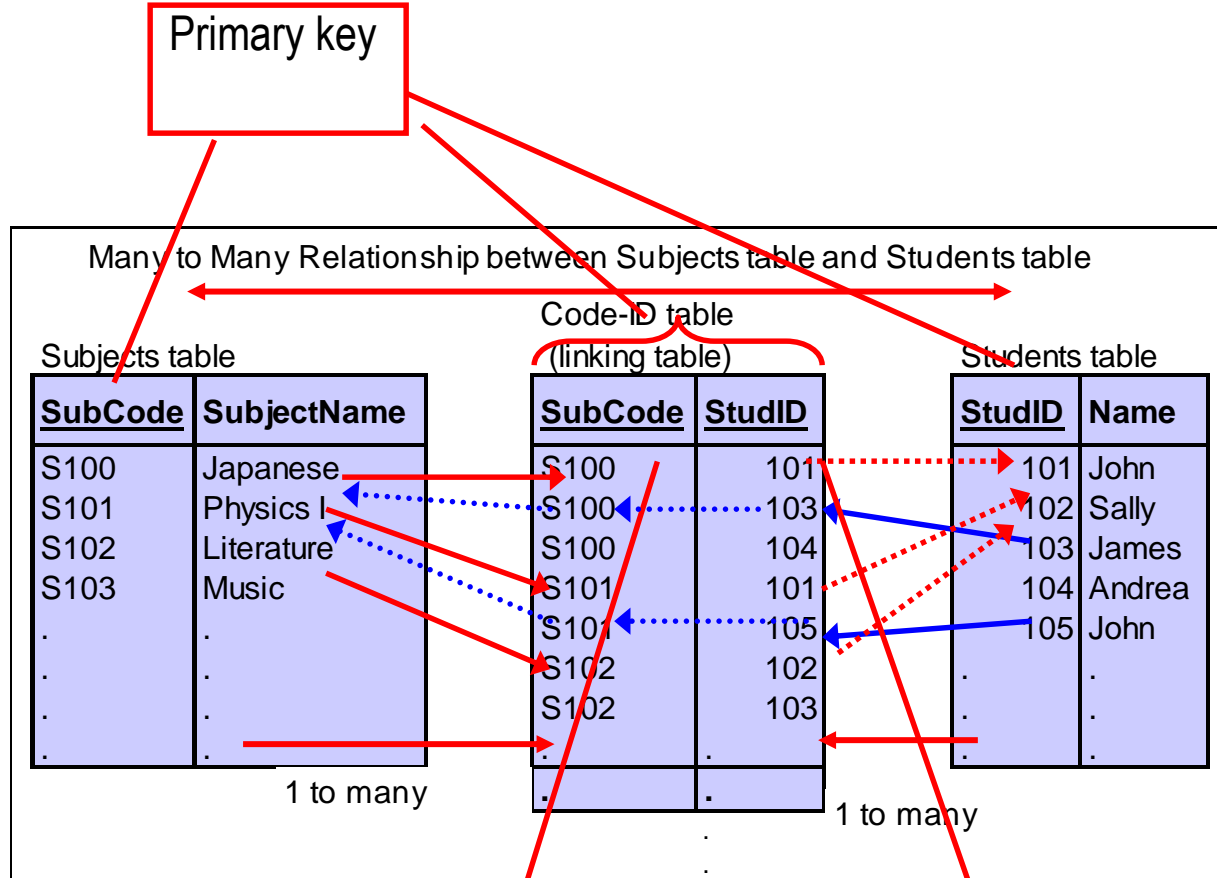 Primary key
Many to Many Relationship between Subjects table and Students table
Code-ID table
(linking table)
Subjects table
Students table
SubCode SubjectName
SubCode StudID
StudID Name
S100 Japanese S100 101 101 John
S101 Physics I S100 103 102 Sally
S102 Literature S100 104 103 James
S103 Music S101 101 104 Andrea
. . S101 105 105 John
. . S102 102 . .
. . S102 103 . .
. . . . . .
1 to many
. .
1 to many
.
.